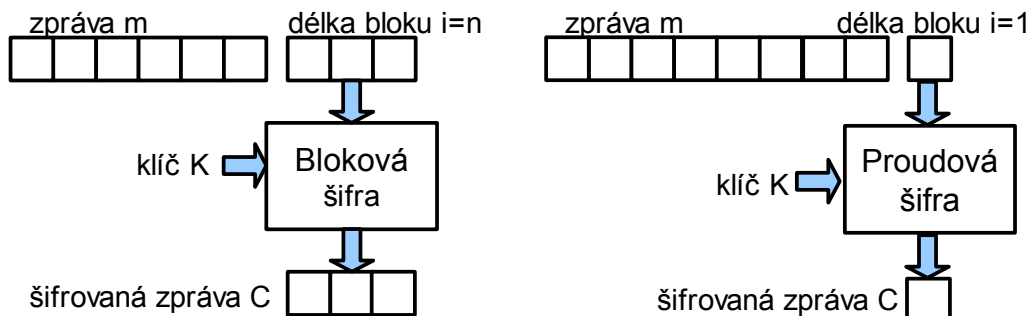 zpráva m
délka bloku i=n
klíč K
Bloková
šifra
šifrovaná zpráva C
zpráva m
délka bloku i=1
klíč K
Proudová
šifra
šifrovaná zpráva C